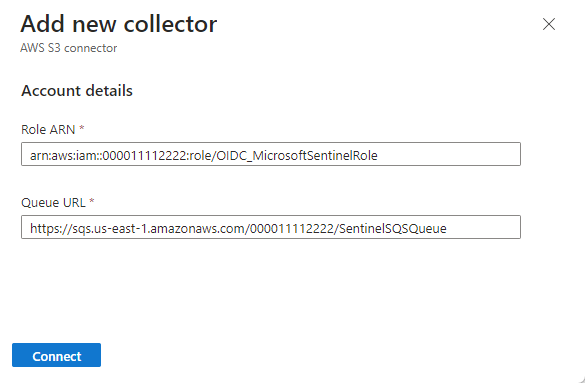 Add new collector
AWS S3 connector
Account details
Role ARN *
arn:aws:iam::000011112222:role/OIDC_MicrosoftSentinelRole
Queue URL *
https://sqs.us-east-1.amazonaws.com/000011112222/SentinelSQSQueue
Connect